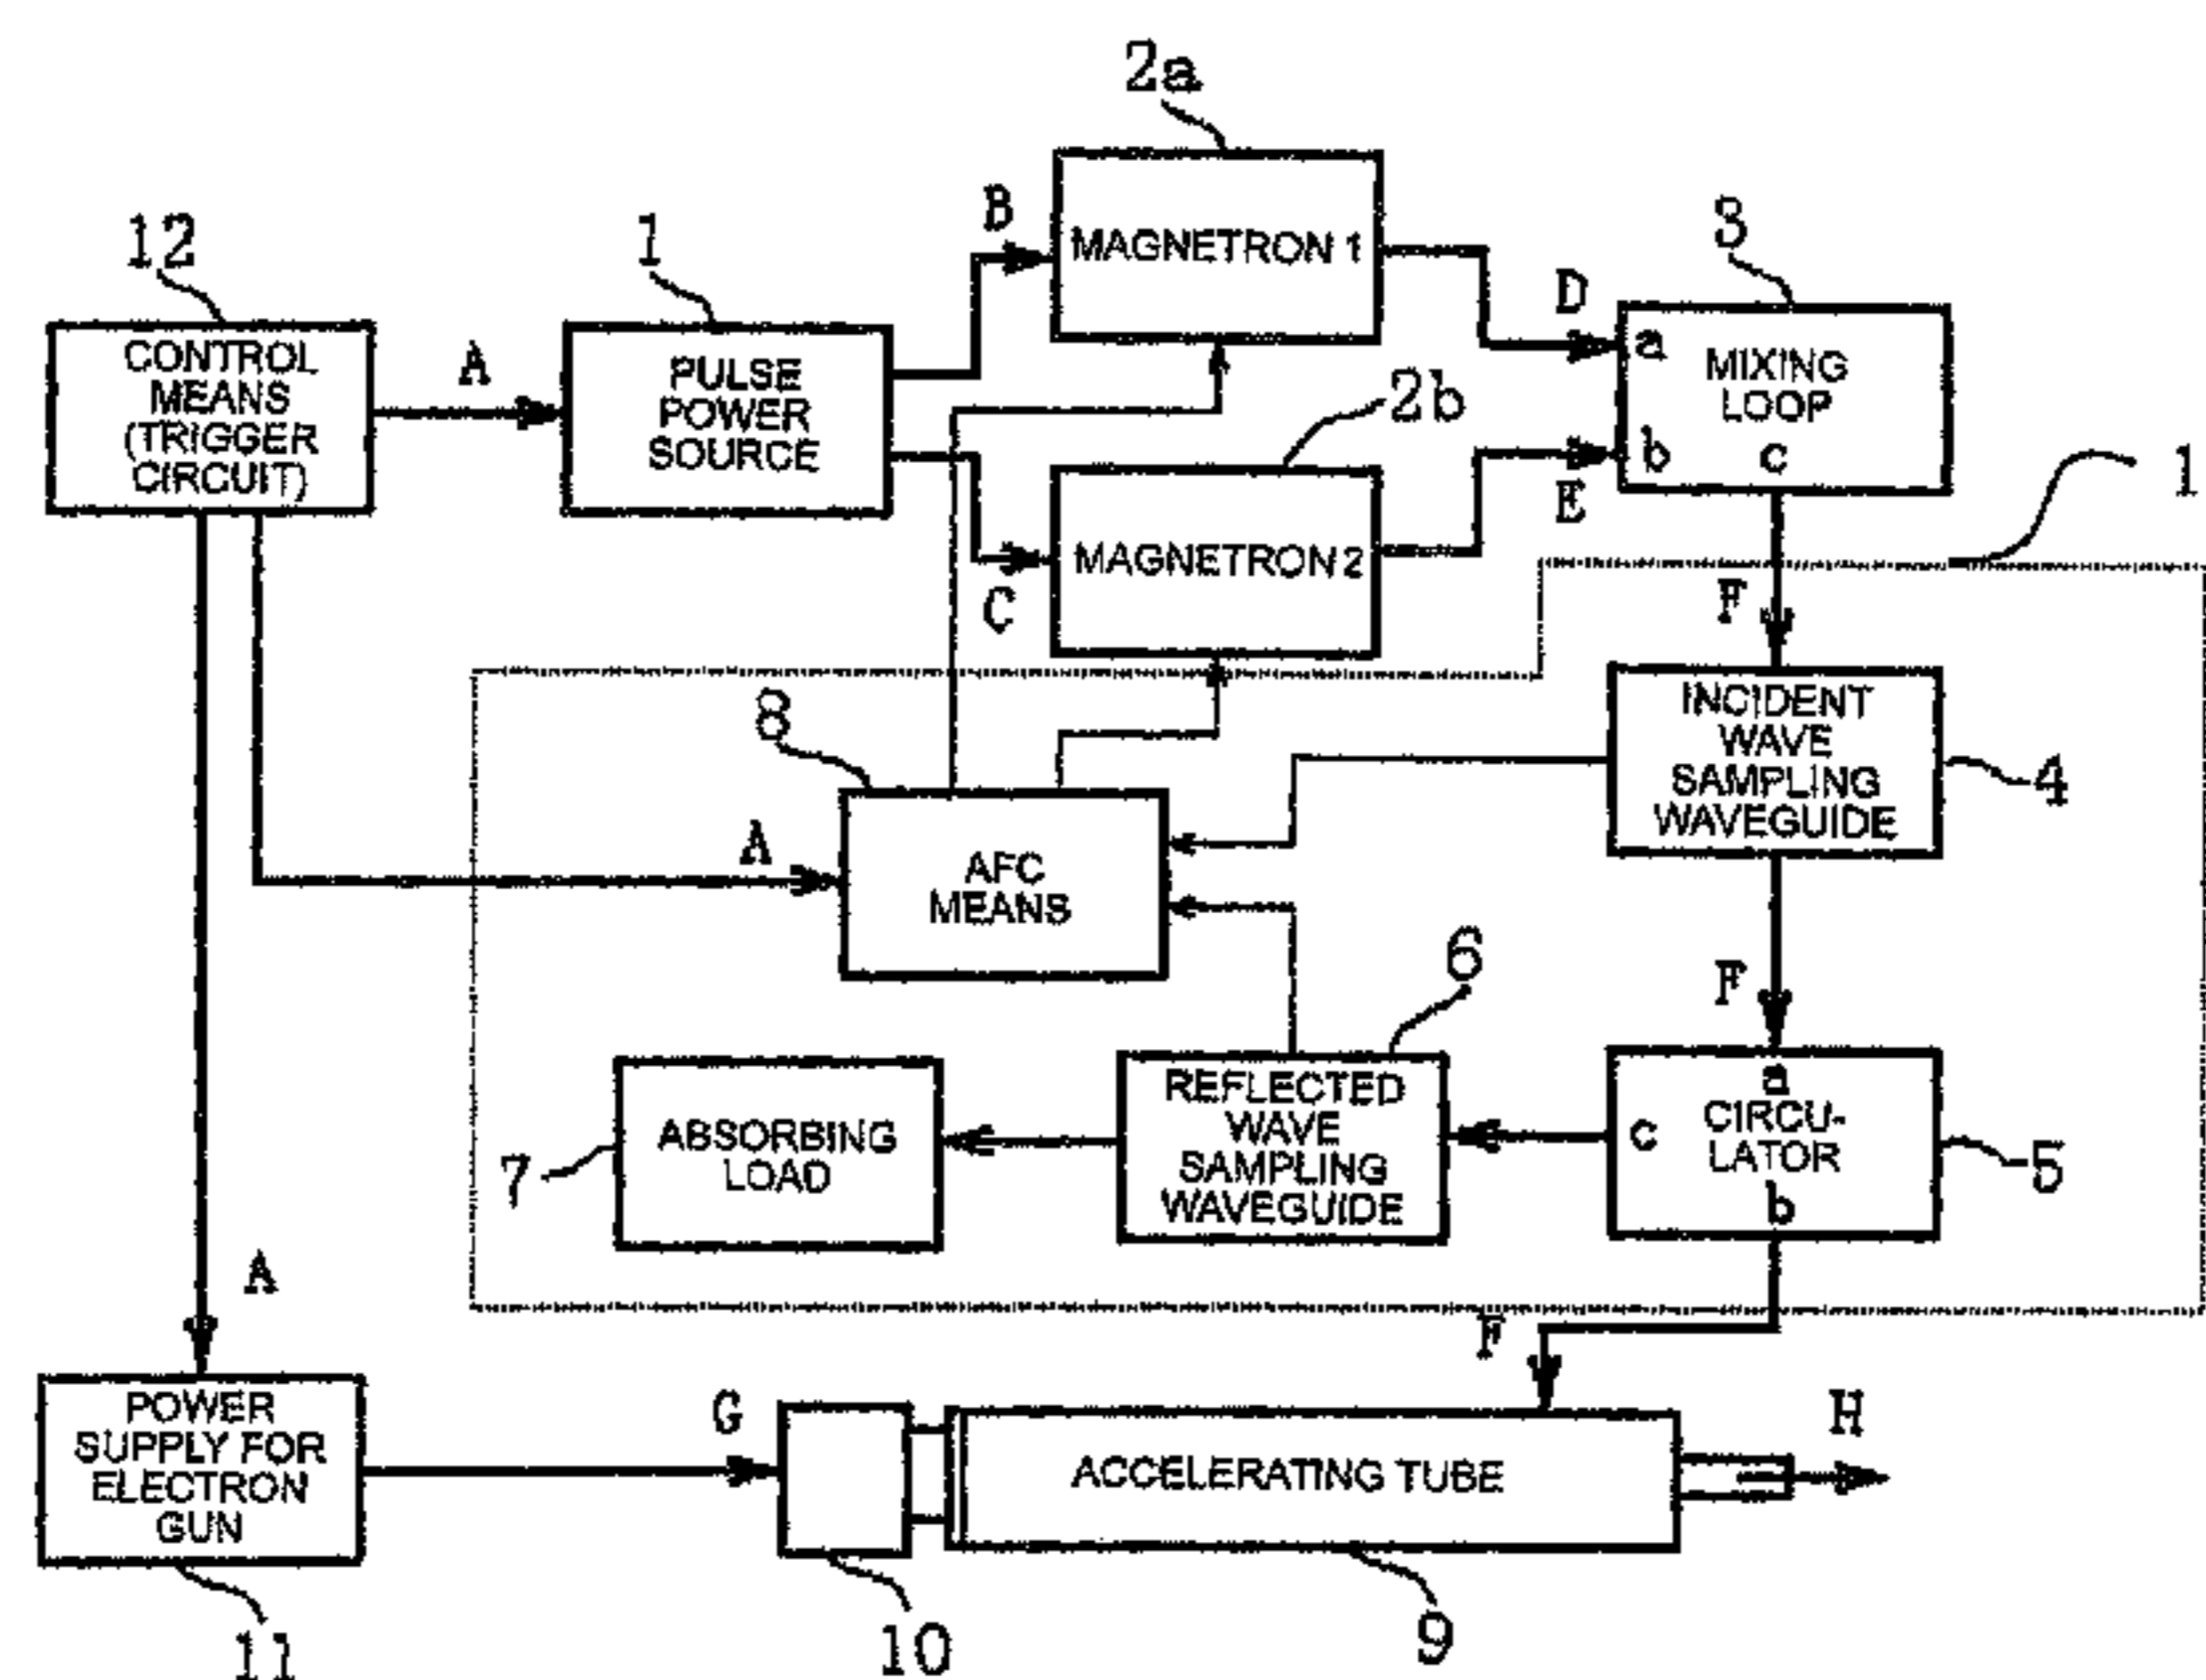 2a
12
1
B
MAGNETRON 1
3
CONTROL
MEANS
(TRIGGER
CIRCUIT)
A
PULSE
POWER
SOURCE
D
a
MIXING
LOOP
b
c
2b
E
1
C
MAGNETRON 2
F
8
INCIDENT
WAVE
SAMPLING
WAVEGUIDE
4
A
AFC
MEANS
F
6
7
ABSORBING
LOAD
REFLECTED
WAVE
SAMPLING
WAVEGUIDE
a
c
CIRCU-
LATOR
b
5
A
F
POWER
SUPPLY FOR
ELECTRON
GUN
G
ACCELERATING TUBE
H
11
10
9